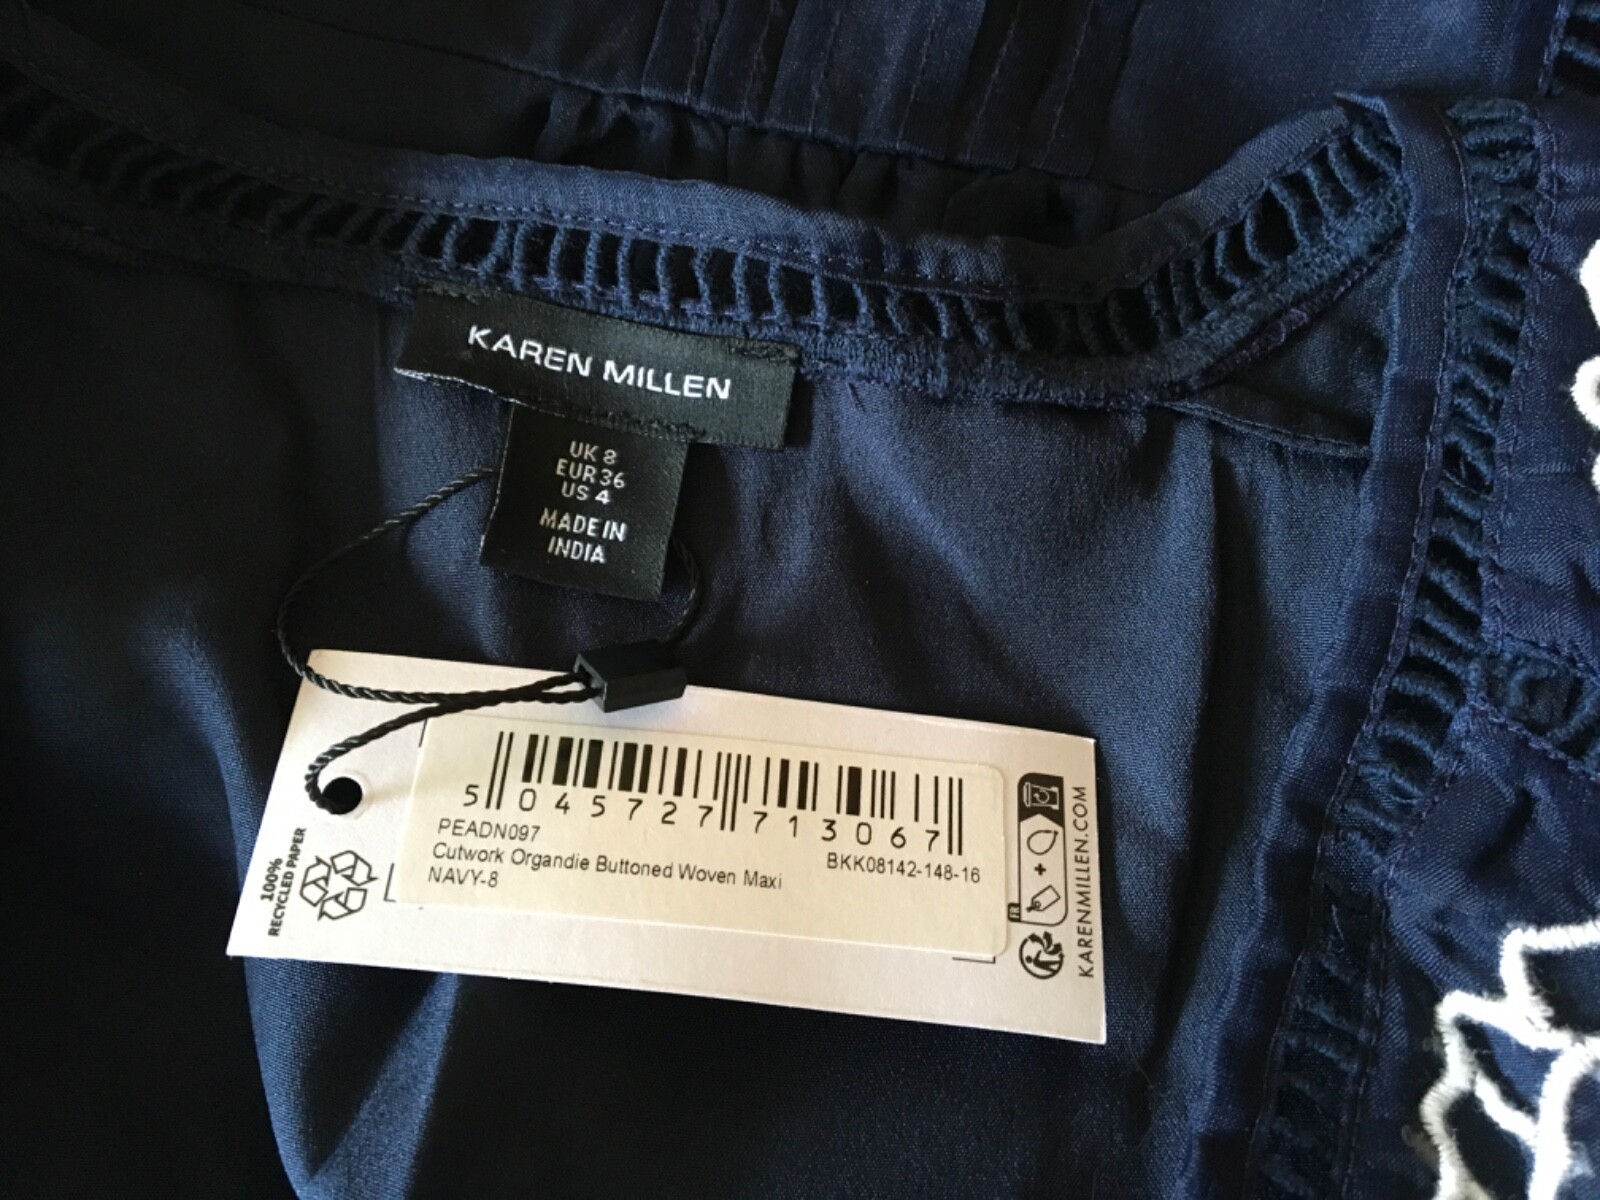 KAREN MILLEN
UK 8
EUR 36
US 4
MADE IN
INDIA
5 045727 713067
PEADN097
Cutwork Organdie Buttoned Woven Maxi
BKK08142-148-16
NAVY-8
100%
RECYCLED PAPER
FR
KARENMILLEN.COM